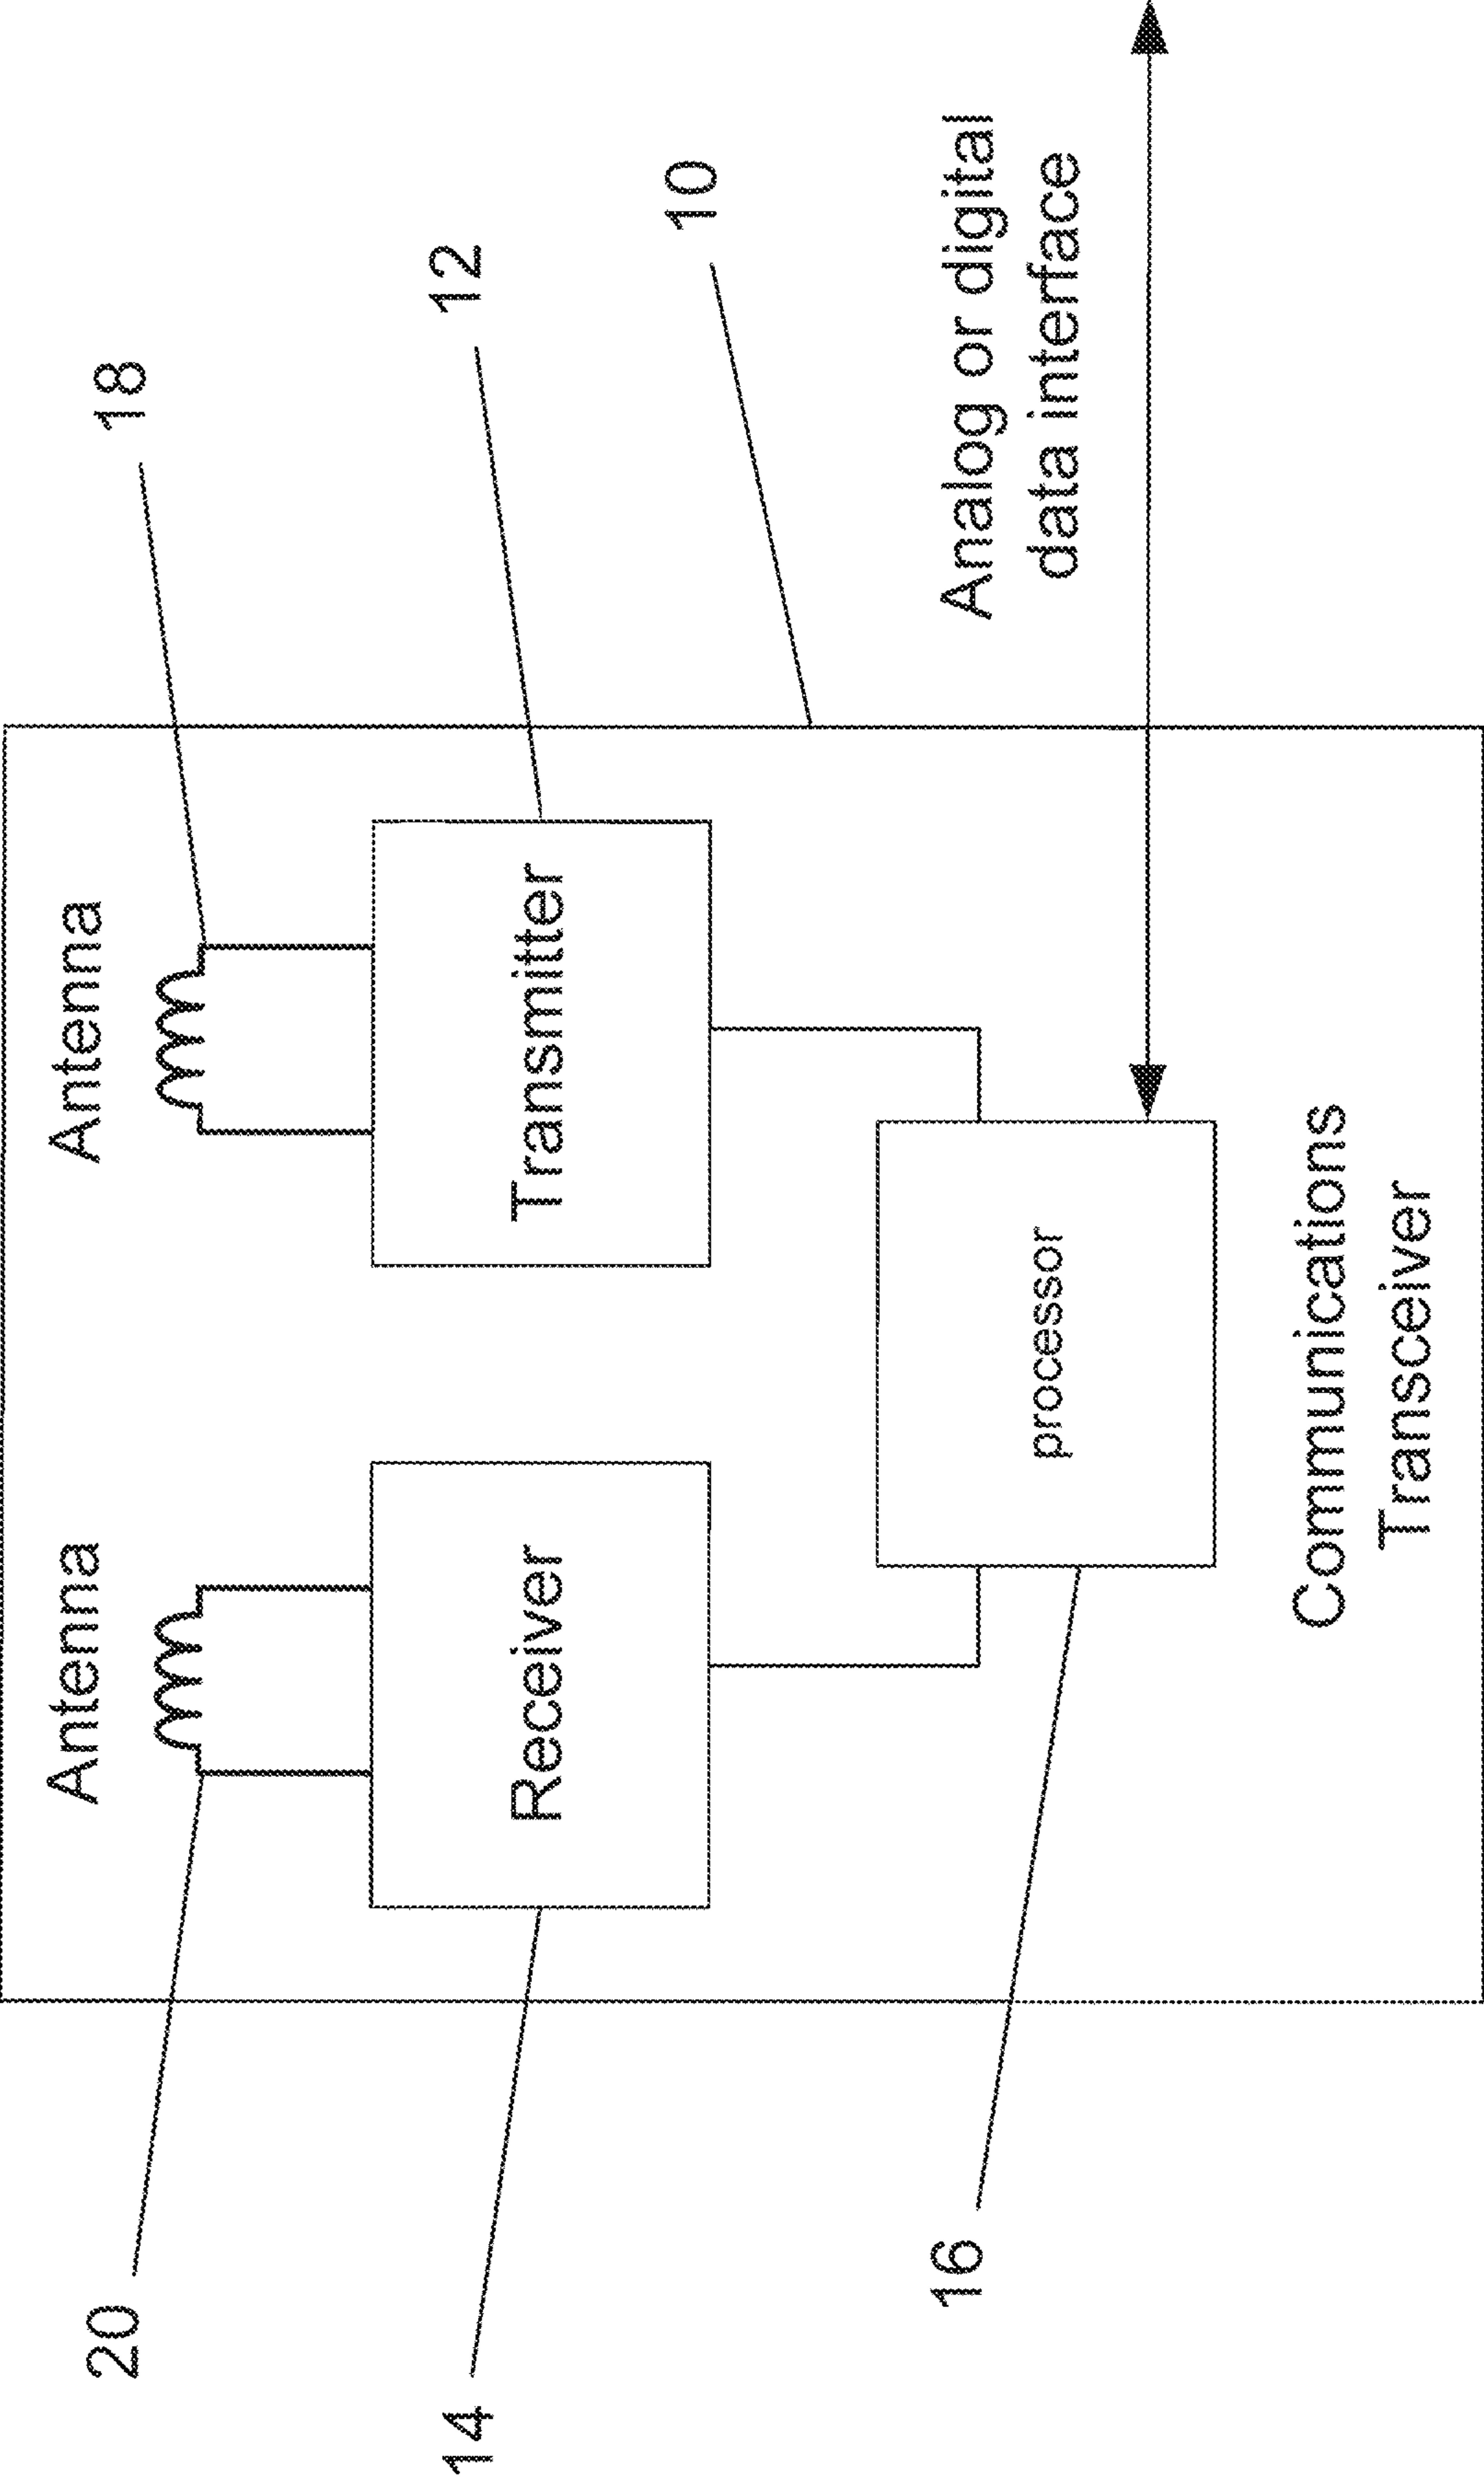 Antenna
Antenna
20
18
14
Receiver
Transmitter
12
10
16
processor
Analog or digital
data interface
Communications
Transceiver